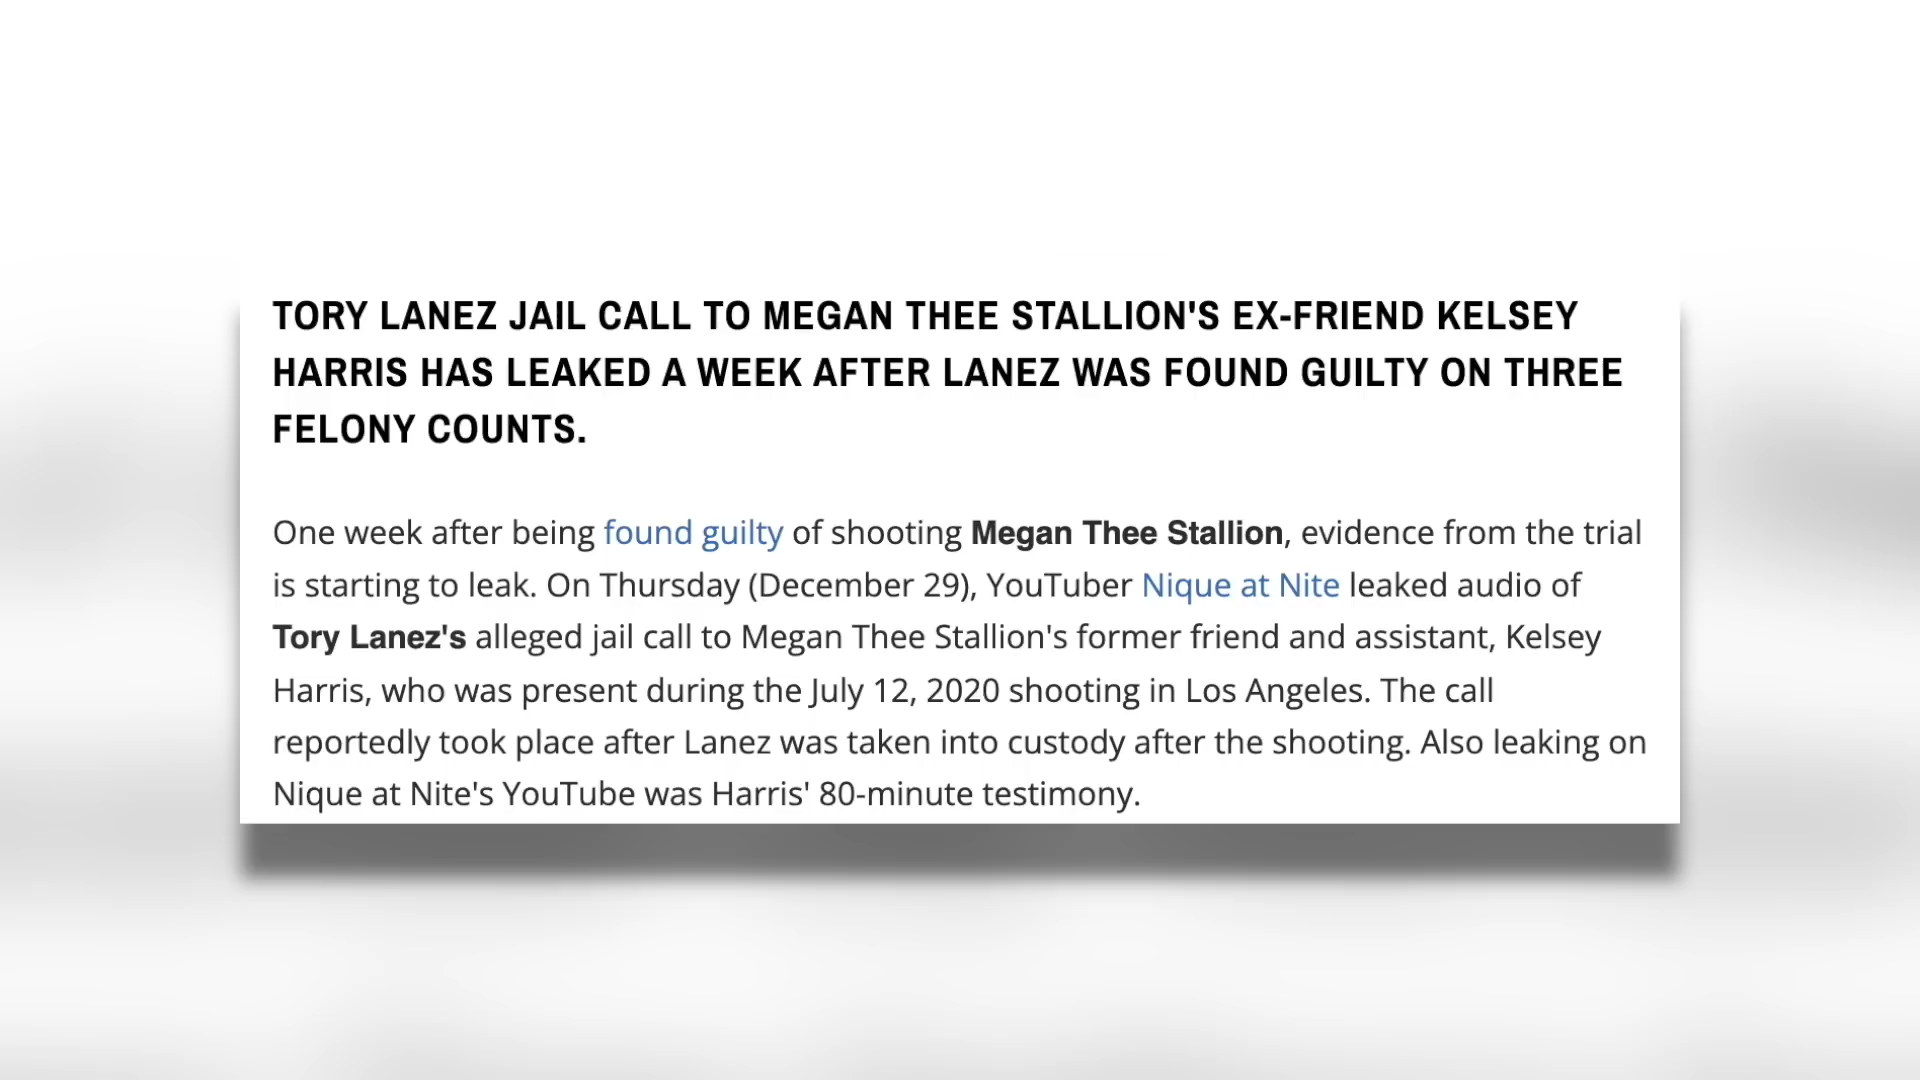 TORY LANEZ JAIL CALL TO MEGAN THEE STALLION'S EX-FRIEND KELSEY
HARRIS HAS LEAKED A WEEK AFTER LANEZ WAS FOUND GUILTY ON THREE
FELONY COUNTS.
One week after being found guilty of shooting Megan Thee Stallion, evidence from the trial
is starting to leak. On Thursday (December 29), YouTuber Nique at Nite leaked audio of
Tory Lanez's alleged jail call to Megan Thee Stallion's former friend and assistant, Kelsey
Harris, who was present during the July 12, 2020 shooting in Los Angeles. The call
reportedly took place after Lanez was taken into custody after the shooting. Also leaking on
Nique at Nite's YouTube was Harris' 80-minute testimony.